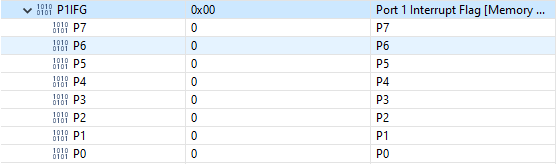 P1IFG 0x00 Port 1 Interrupt Flag [Memory ...
P7 0 P7
P6 0 P6
P5 0 P5
P4 0 P4
P3 0 P3
P2 0 P2
P1 0 P1
P0 0 P0